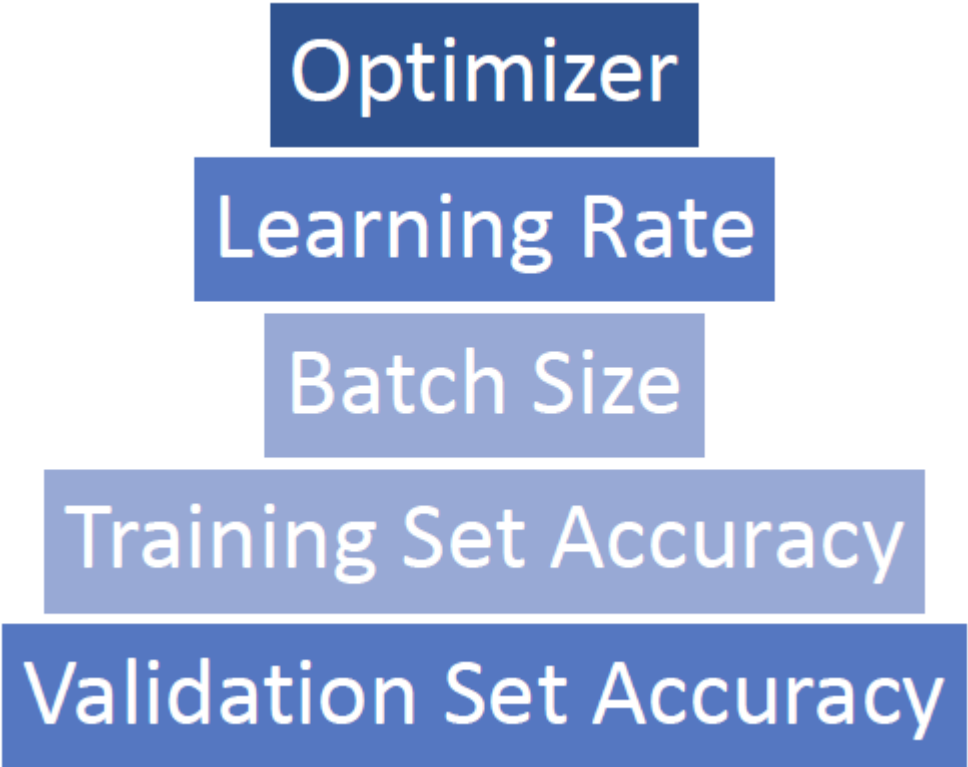 Optimizer
Learning Rate
Batch Size
Training Set Accuracy
Validation Set Accuracy